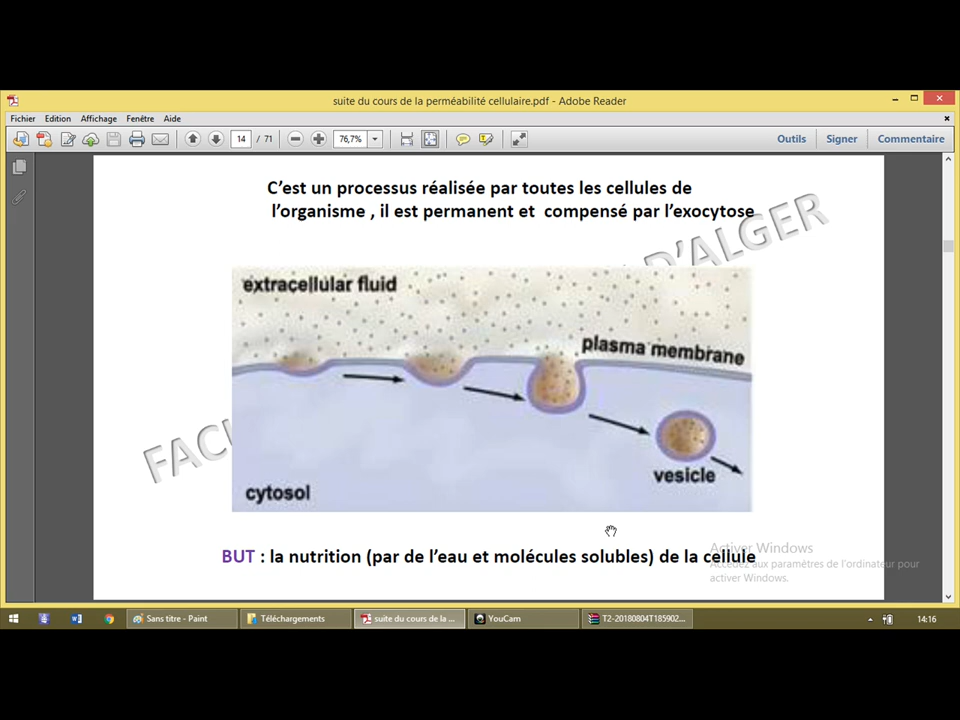 suite du cours de la perméabilité cellulaire.pdf - Adobe Reader
Fichier Edition Affichage Fenêtre Aide
14 / 71 76,7% Outils Signer Commentaire
C'est un processus réalisée par toutes les cellules de
l'organisme , il est permanent et compensé par l'exocytose
D'ALGER
extracellular fluid
plasma membrane
FACU
vesicle
cytosol
BUT : la nutrition (par de l'eau et molécules solubles) de la cellule
Activer Windows
Accédez aux paramètres de l'ordinateur pour
activer Windows.
Sans titre - Paint Téléchargements suite du cours de la ... YouCam T2-20180804T185902... 14:16